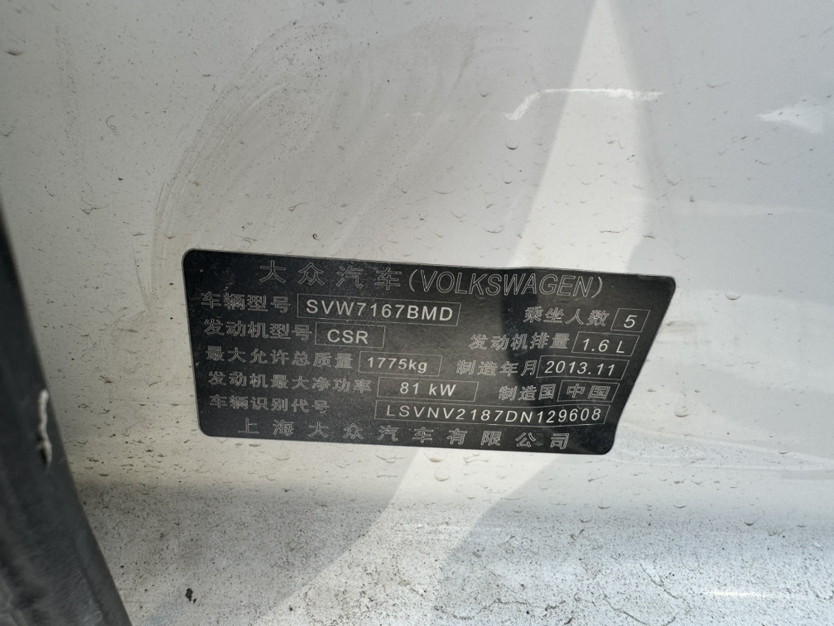 大众汽车(VOLKSWAGEN)
车辆型号 SVW7167BMD 乘坐人数 5
发动机型号 CSR 发动机排量 1.6 L
最大允许总质量 1775kg 制造年月 2013.11
发动机最大净功率 81 kW 制造国 中国
车辆识别代号 LSVNV2187DN129608
上海大众汽车有限公司